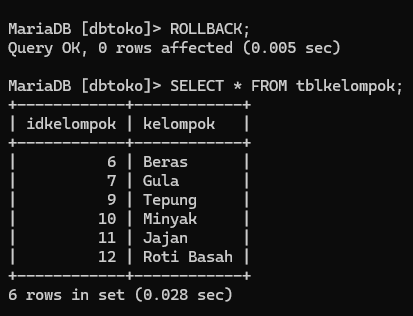 MariaDB [dbtoko]> ROLLBACK;
Query OK, 0 rows affected (0.005 sec)

MariaDB [dbtoko]> SELECT * FROM tblkelompok;
+------------+------------+
| idkelompok | kelompok   |
+------------+------------+
|          6 | Beras      |
|          7 | Gula       |
|          9 | Tepung     |
|         10 | Minyak     |
|         11 | Jajan      |
|         12 | Roti Basah |
+------------+------------+
6 rows in set (0.028 sec)